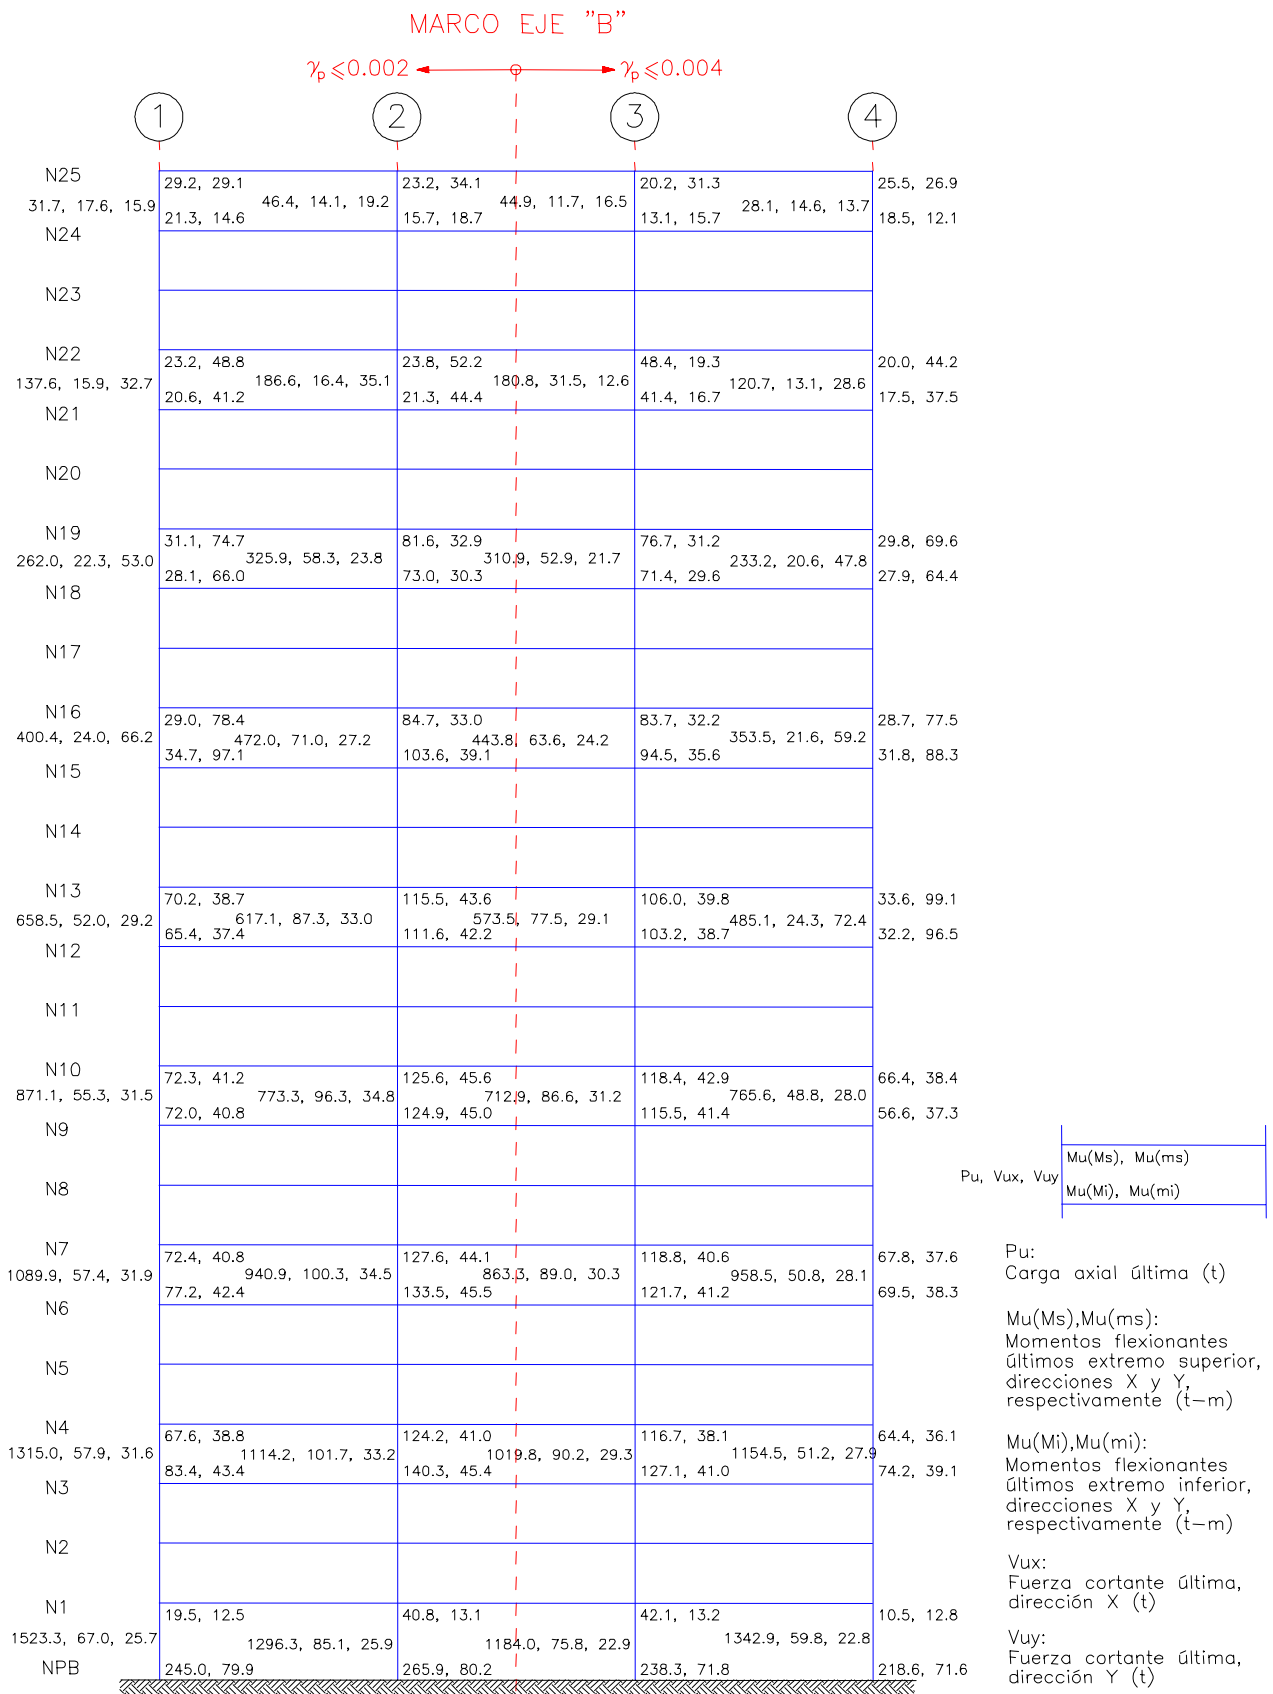 MARCO EJE "B"
γp≤0.002 γp≤0.004
1 2 3 4
N25
29.2, 29.1 23.2, 34.1 20.2, 31.3 25.5, 26.9
31.7, 17.6, 15.9 46.4, 14.1, 19.2 44.9, 11.7, 16.5 28.1, 14.6, 13.7
21.3, 14.6 15.7, 18.7 13.1, 15.7 18.5, 12.1
N24
N23
N22
23.2, 48.8 23.8, 52.2 48.4, 19.3 20.0, 44.2
137.6, 15.9, 32.7 186.6, 16.4, 35.1 180.8, 31.5, 12.6 120.7, 13.1, 28.6
20.6, 41.2 21.3, 44.4 41.4, 16.7 17.5, 37.5
N21
N20
N19
31.1, 74.7 81.6, 32.9 76.7, 31.2 29.8, 69.6
262.0, 22.3, 53.0 325.9, 58.3, 23.8 310.9, 52.9, 21.7 233.2, 20.6, 47.8
28.1, 66.0 73.0, 30.3 71.4, 29.6 27.9, 64.4
N18
N17
N16
29.0, 78.4 84.7, 33.0 83.7, 32.2 28.7, 77.5
400.4, 24.0, 66.2 472.0, 71.0, 27.2 443.8, 63.6, 24.2 353.5, 21.6, 59.2
34.7, 97.1 103.6, 39.1 94.5, 35.6 31.8, 88.3
N15
N14
N13
70.2, 38.7 115.5, 43.6 106.0, 39.8 33.6, 99.1
658.5, 52.0, 29.2 617.1, 87.3, 33.0 573.5, 77.5, 29.1 485.1, 24.3, 72.4
65.4, 37.4 111.6, 42.2 103.2, 38.7 32.2, 96.5
N12
N11
N10
72.3, 41.2 125.6, 45.6 118.4, 42.9 66.4, 38.4
871.1, 55.3, 31.5 773.3, 96.3, 34.8 712.9, 86.6, 31.2 765.6, 48.8, 28.0
72.0, 40.8 124.9, 45.0 115.5, 41.4 56.6, 37.3
N9
N8
N7
72.4, 40.8 127.6, 44.1 118.8, 40.6 67.8, 37.6
1089.9, 57.4, 31.9 940.9, 100.3, 34.5 863.3, 89.0, 30.3 958.5, 50.8, 28.1
77.2, 42.4 133.5, 45.5 121.7, 41.2 69.5, 38.3
N6
N5
N4
67.6, 38.8 124.2, 41.0 116.7, 38.1 64.4, 36.1
1315.0, 57.9, 31.6 1114.2, 101.7, 33.2 1019.8, 90.2, 29.3 1154.5, 51.2, 27.9
83.4, 43.4 140.3, 45.4 127.1, 41.0 74.2, 39.1
N3
N2
N1
19.5, 12.5 40.8, 13.1 42.1, 13.2 10.5, 12.8
1523.3, 67.0, 25.7 1296.3, 85.1, 25.9 1184.0, 75.8, 22.9 1342.9, 59.8, 22.8
NPB
245.0, 79.9 265.9, 80.2 238.3, 71.8 218.6, 71.6
Mu(Ms), Mu(ms)
Pu, Vux, Vuy
Mu(Mi), Mu(mi)
Pu:
Carga axial última (t)
Mu(Ms),Mu(ms):
Momentos flexionantes
últimos extremo superior,
direcciones X y Y,
respectivamente (t-m)
Mu(Mi),Mu(mi):
Momentos flexionantes
últimos extremo inferior,
direcciones X y Y,
respectivamente (t-m)
Vux:
Fuerza cortante última,
dirección X (t)
Vuy:
Fuerza cortante última,
dirección Y (t)